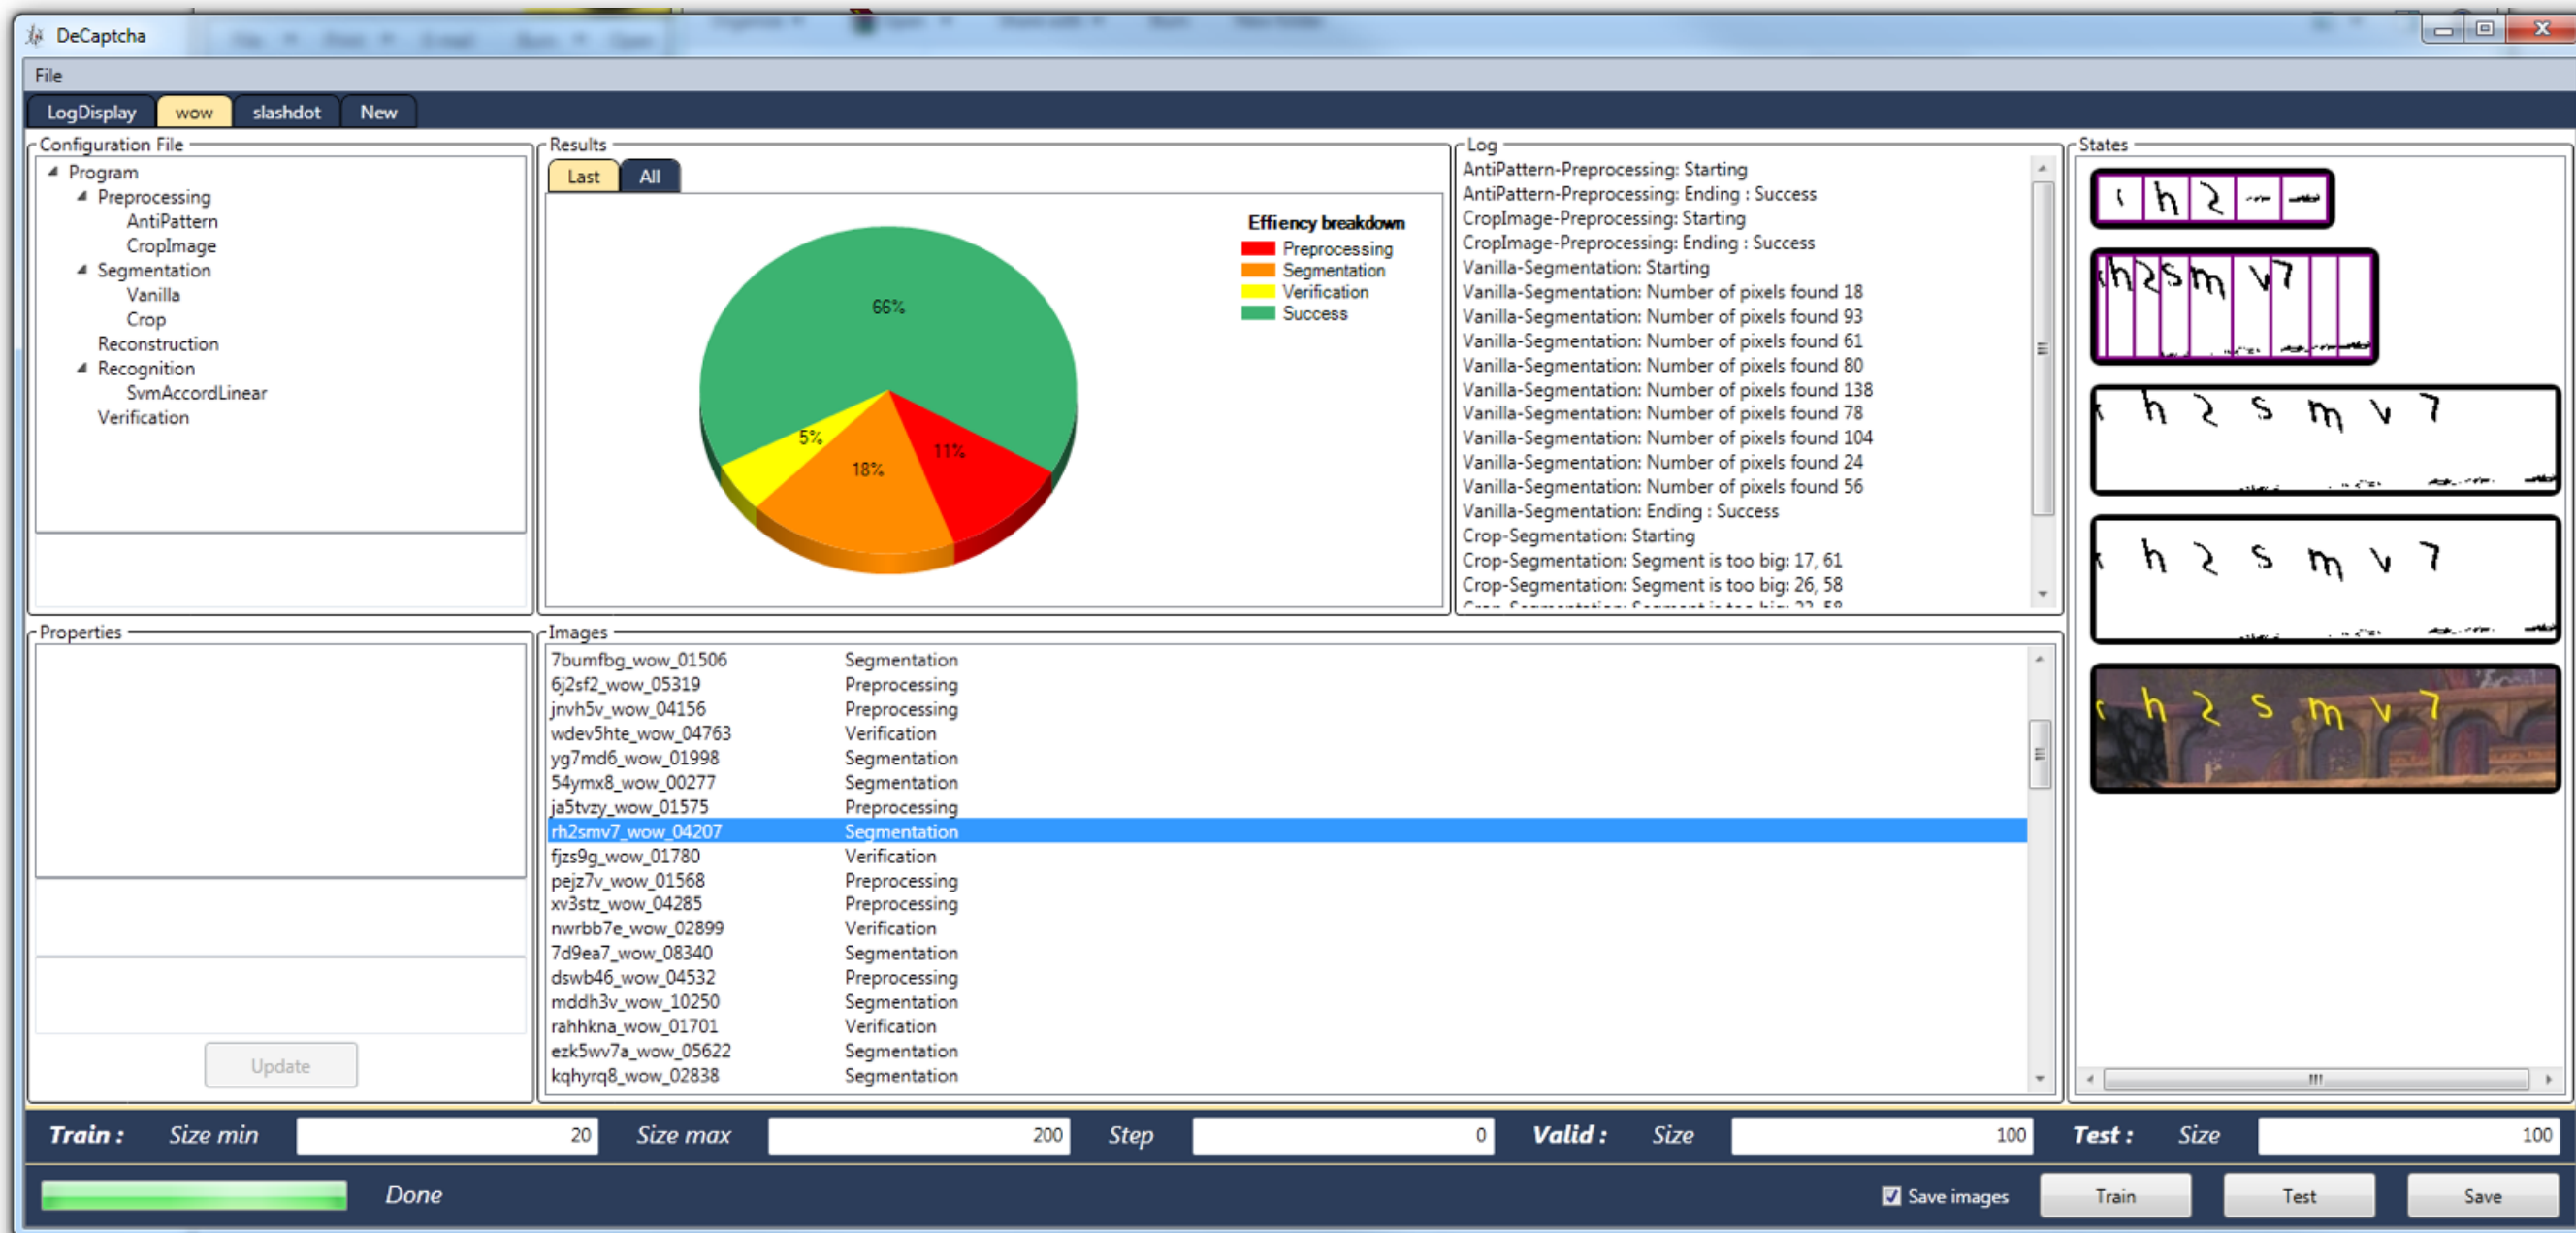 DeCaptcha
File
LogDisplay wow slashdot New
Configuration File
Program
Preprocessing
AntiPattern
CropImage
Segmentation
Vanilla
Crop
Reconstruction
Recognition
SvmAccordLinear
Verification
Results
Last All
Effiency breakdown
Preprocessing
Segmentation
Verification
Success
66%
5%
18%
11%
Log
AntiPattern-Preprocessing: Starting
AntiPattern-Preprocessing: Ending : Success
CropImage-Preprocessing: Starting
CropImage-Preprocessing: Ending : Success
Vanilla-Segmentation: Starting
Vanilla-Segmentation: Number of pixels found 18
Vanilla-Segmentation: Number of pixels found 93
Vanilla-Segmentation: Number of pixels found 61
Vanilla-Segmentation: Number of pixels found 80
Vanilla-Segmentation: Number of pixels found 138
Vanilla-Segmentation: Number of pixels found 78
Vanilla-Segmentation: Number of pixels found 104
Vanilla-Segmentation: Number of pixels found 24
Vanilla-Segmentation: Number of pixels found 56
Vanilla-Segmentation: Ending : Success
Crop-Segmentation: Starting
Crop-Segmentation: Segment is too big: 17, 61
Crop-Segmentation: Segment is too big: 26, 58
States
h 2
h 2 s m v 7
h 2 s m v 7
h 2 s m v 7
h 2 s m v 7
Properties
Update
Images
7bumfbg_wow_01506 Segmentation
6j2sf2_wow_05319 Preprocessing
jnvh5v_wow_04156 Preprocessing
wdev5hte_wow_04763 Verification
yg7md6_wow_01998 Segmentation
54ymx8_wow_00277 Segmentation
ja5tvzy_wow_01575 Preprocessing
rh2smv7_wow_04207 Segmentation
fjzs9g_wow_01780 Verification
pejz7v_wow_01568 Preprocessing
xv3stz_wow_04285 Preprocessing
nwrbb7e_wow_02899 Verification
7d9ea7_wow_08340 Segmentation
dswb46_wow_04532 Preprocessing
mddh3v_wow_10250 Segmentation
rahhkna_wow_01701 Verification
ezk5wv7a_wow_05622 Segmentation
kqhyrq8_wow_02838 Segmentation
Train : Size min 20 Size max 200 Step 0 Valid : Size 100 Test : Size 100
Done Save images Train Test Save